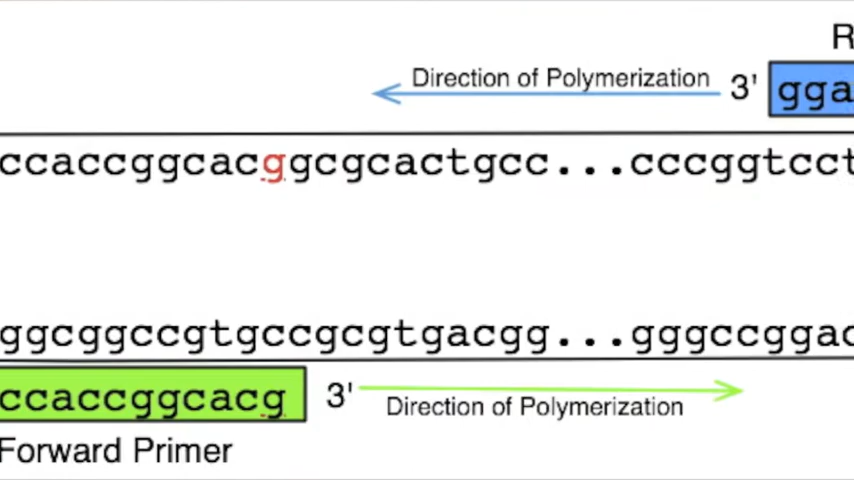 R
Direction of Polymerization 3' gga
ccaccggcacggcgcactgcc...cccggtcct
ggcggccgtgccgcgtgacgg...gggccggac
ccaccggcacg 3'
Direction of Polymerization
Forward Primer